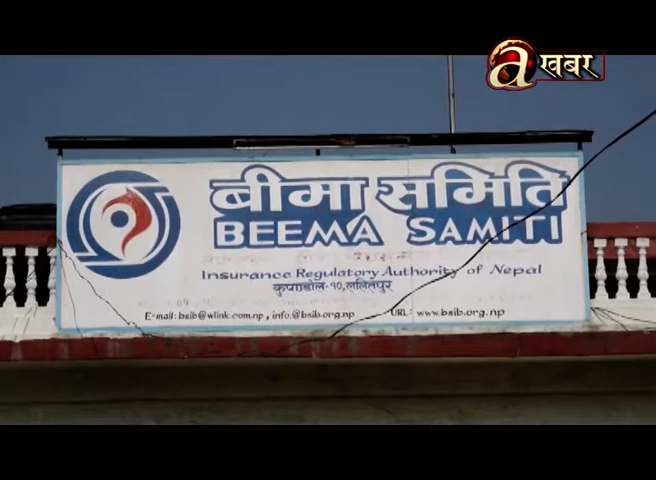 a खबर
बीमा समिति
BEEMA SAMITI
Insurance Regulatory Authority of Nepal
कुपण्डोल-१०, ललितपुर
E-mail: bsib@wlink.com.np, info@bsib.org.np URL: www.bsib.org.np